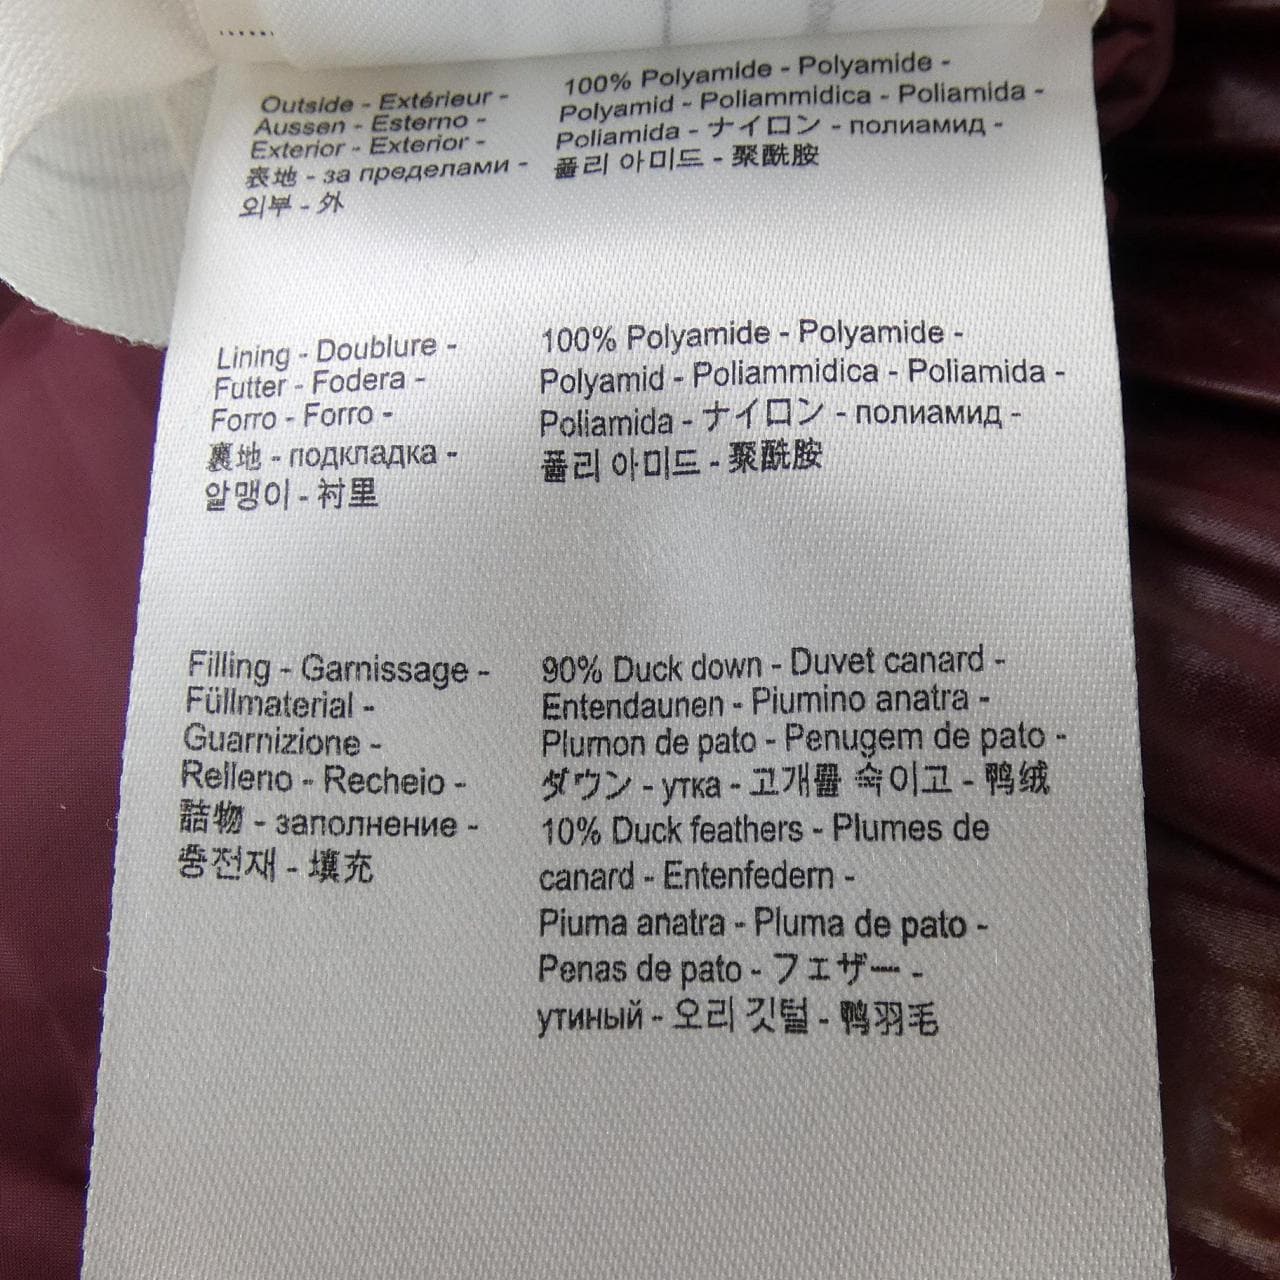 Outside - Extérieur -
Aussen - Esterno -
Exterior - Exterior -
表地 - за пределами -
외부 - 外
100% Polyamide - Polyamide -
Polyamid - Poliammidica - Poliamida -
Poliamida - ナイロン - полиамид -
폴리 아미드 - 聚酰胺
Lining - Doublure -
Futter - Fodera -
Forro - Forro -
裏地 - подкладка -
알맹이 - 衬里
100% Polyamide - Polyamide -
Polyamid - Poliammidica - Poliamida -
Poliamida - ナイロン - полиамид -
폴리 아미드 - 聚酰胺
Filling - Garnissage -
Füllmaterial -
Guarnizione -
Relleno - Recheio -
詰物 - заполнение -
충전재 - 填充
90% Duck down - Duvet canard -
Entendaunen - Piumino anatra -
Plumon de pato - Penugem de pato -
ダウン - утка - 고개를 숙이고 - 鸭绒
10% Duck feathers - Plumes de
canard - Entenfedern -
Piuma anatra - Pluma de pato -
Penas de pato - フェザー -
утиный - 오리 깃털 - 鸭羽毛